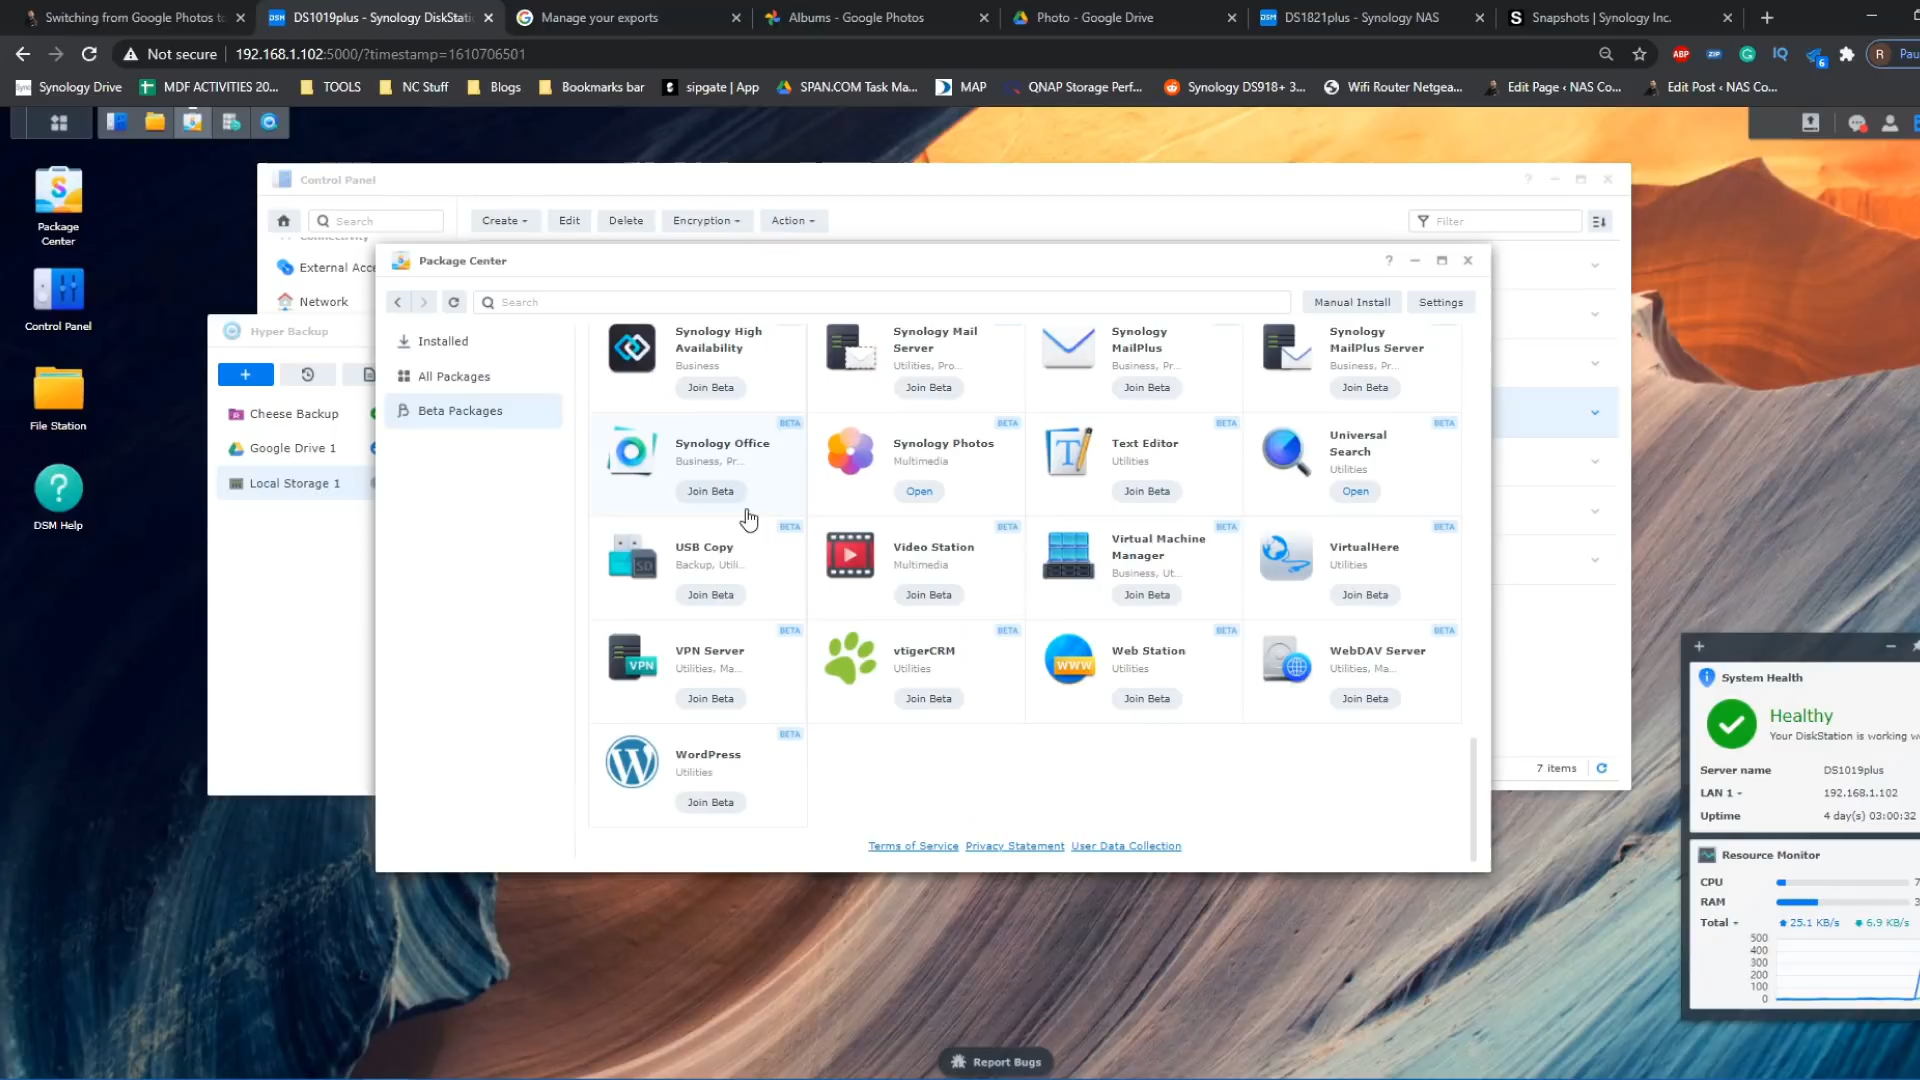 Switching from Google Photos to
DS1019plus - Synology DiskStati
Manage your exports
Albums - Google Photos
Photo - Google Drive
DS1821plus - Synology NAS
Snapshots | Synology Inc.
Not secure
192.168.1.102:5000/?timestamp=1610706501
ABP
ZIP
IQ
6
R
Pau
Synology Drive
MDF ACTIVITIES 20...
TOOLS
NC Stuff
Blogs
Bookmarks bar
sipgate | App
SPAN.COM Task Ma...
MAP
QNAP Storage Perf...
Synology DS918+ 3...
Wifi Router Netgea...
Edit Page ‹ NAS Co...
Edit Post ‹ NAS Co...
Package
Center
Control Panel
File Station
DSM Help
Control Panel
Search
Create
Edit
Delete
Encryption
Action
Filter
Connectivity
External Acce
Network
7 items
Hyper Backup
Cheese Backup
Google Drive 1
Local Storage 1
Package Center
Search
Manual Install
Settings
Installed
All Packages
Beta Packages
Synology High
Availability
Business
Join Beta
Synology Mail
Server
Utilities, Pro...
Join Beta
Synology
MailPlus
Business, Pr...
Join Beta
Synology
MailPlus Server
Business, Pr...
Join Beta
BETA
Synology Office
Business, Pr...
Join Beta
BETA
Synology Photos
Multimedia
Open
BETA
Text Editor
Utilities
Join Beta
BETA
Universal
Search
Utilities
Open
BETA
USB Copy
Backup, Utili...
Join Beta
BETA
Video Station
Multimedia
Join Beta
BETA
Virtual Machine
Manager
Business, Ut...
Join Beta
BETA
VirtualHere
Utilities
Join Beta
BETA
VPN Server
Utilities, Ma...
Join Beta
BETA
vtigerCRM
Utilities
Join Beta
BETA
Web Station
Utilities
Join Beta
BETA
WebDAV Server
Utilities, Ma...
Join Beta
BETA
WordPress
Utilities
Join Beta
Terms of Service
Privacy Statement
User Data Collection
System Health
Healthy
Your DiskStation is working w
Server name
DS1019plus
LAN 1
192.168.1.102
Uptime
4 day(s) 03:00:32
Resource Monitor
CPU
7
RAM
3
Total
25.1 KB/s
6.9 KB/s
500
400
300
200
100
0
Report Bugs